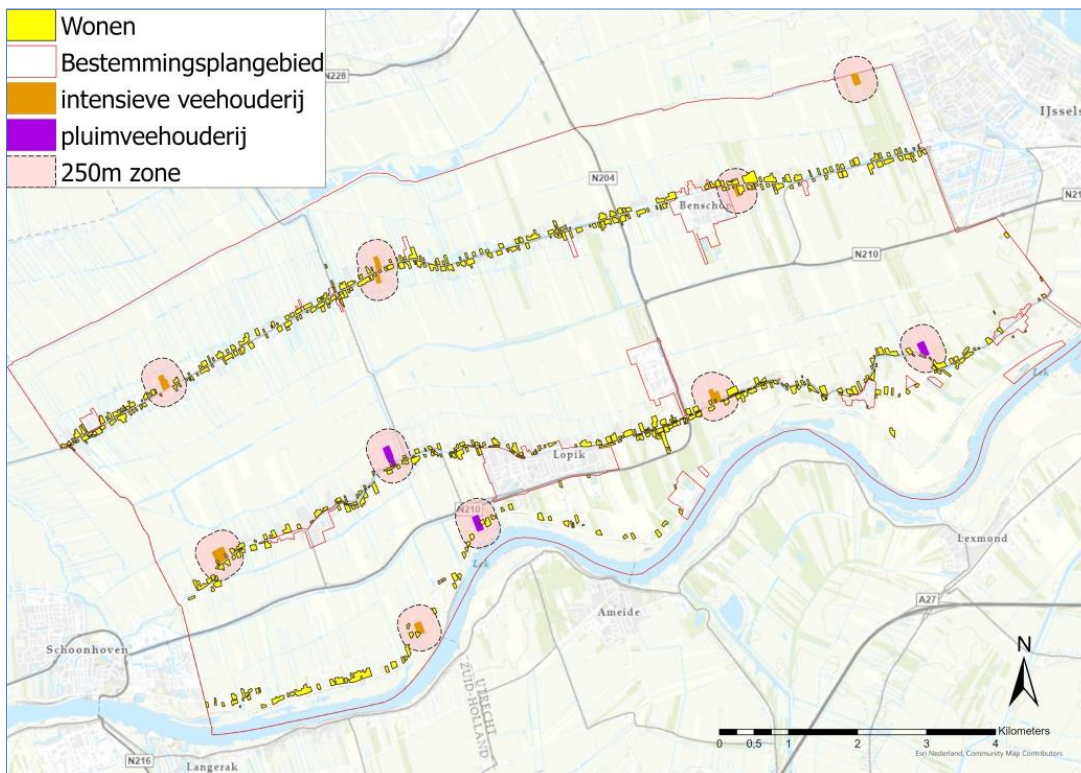 Wonen
Bestemmingsplangebied
intensieve veehouderij
pluimveehouderij
250m zone
N228
IJssels
N204
Benschop
N21
N210
Lek
Lopik
N210
Lek
Lexmond
Ameide
A27
N
Schoonhoven
UTRECHT
ZUID-HOLLAND
Kilometers
0 0,5 1 2 3 4
Esri Nederland, Community Map Contributors
N216
Langerak